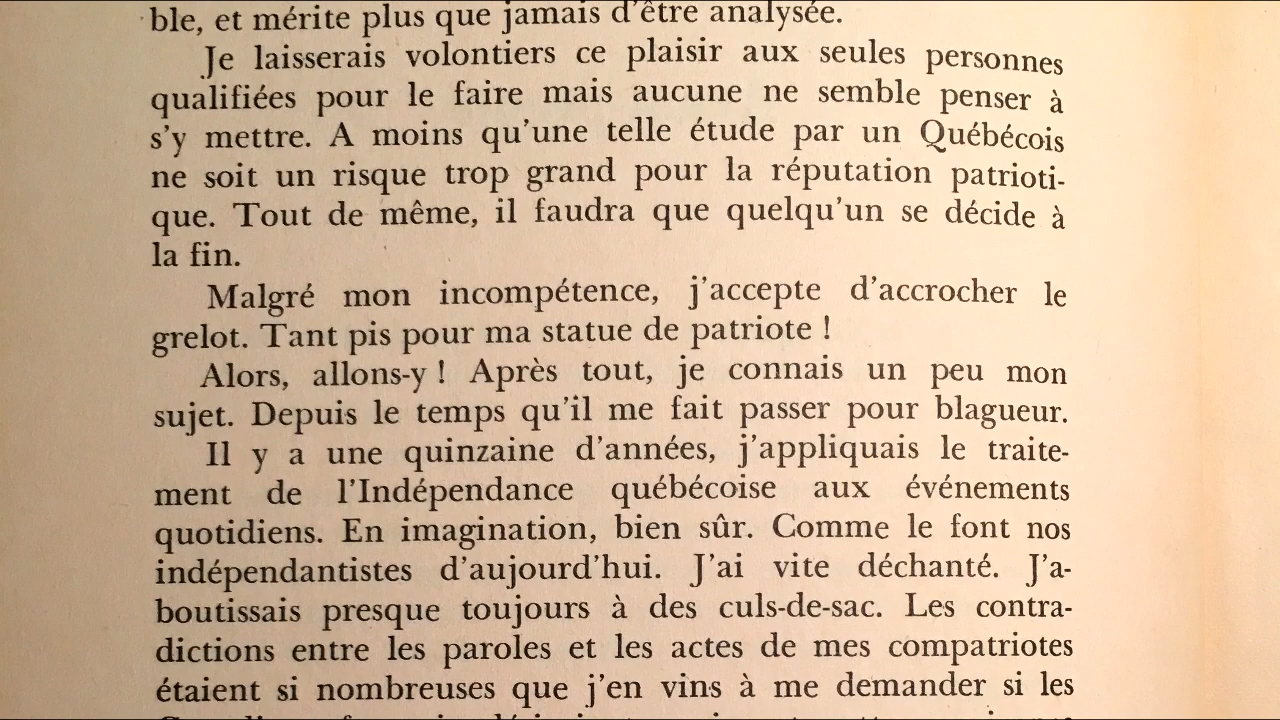 ble, et mérite plus que jamais d'être analysée.
Je laisserais volontiers ce plaisir aux seules personnes
qualifiées pour le faire mais aucune ne semble penser à
s'y mettre. A moins qu'une telle étude par un Québécois
ne soit un risque trop grand pour la réputation patrioti-
que. Tout de même, il faudra que quelqu'un se décide à
la fin.
Malgré mon incompétence, j'accepte d'accrocher le
grelot. Tant pis pour ma statue de patriote !
Alors, allons-y ! Après tout, je connais un peu mon
sujet. Depuis le temps qu'il me fait passer pour blagueur.
Il y a une quinzaine d'années, j'appliquais le traite-
ment de l'Indépendance québécoise aux événements
quotidiens. En imagination, bien sûr. Comme le font nos
indépendantistes d'aujourd'hui. J'ai vite déchanté. J'a-
boutissais presque toujours à des culs-de-sac. Les contra-
dictions entre les paroles et les actes de mes compatriotes
étaient si nombreuses que j'en vins à me demander si les